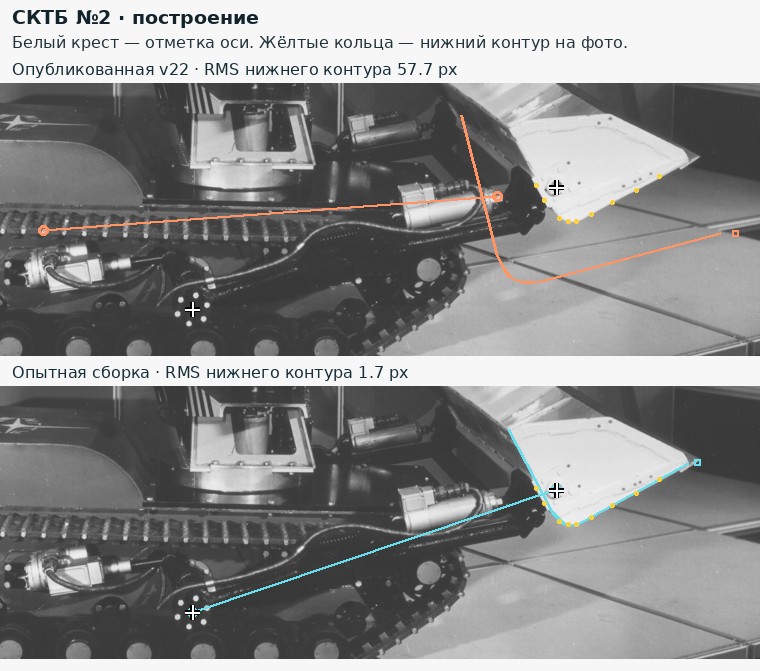 СКТБ №2 · построение
Белый крест — отметка оси. Жёлтые кольца — нижний контур на фото.
Опубликованная v22 · RMS нижнего контура 57.7 px
Опытная сборка · RMS нижнего контура 1.7 px